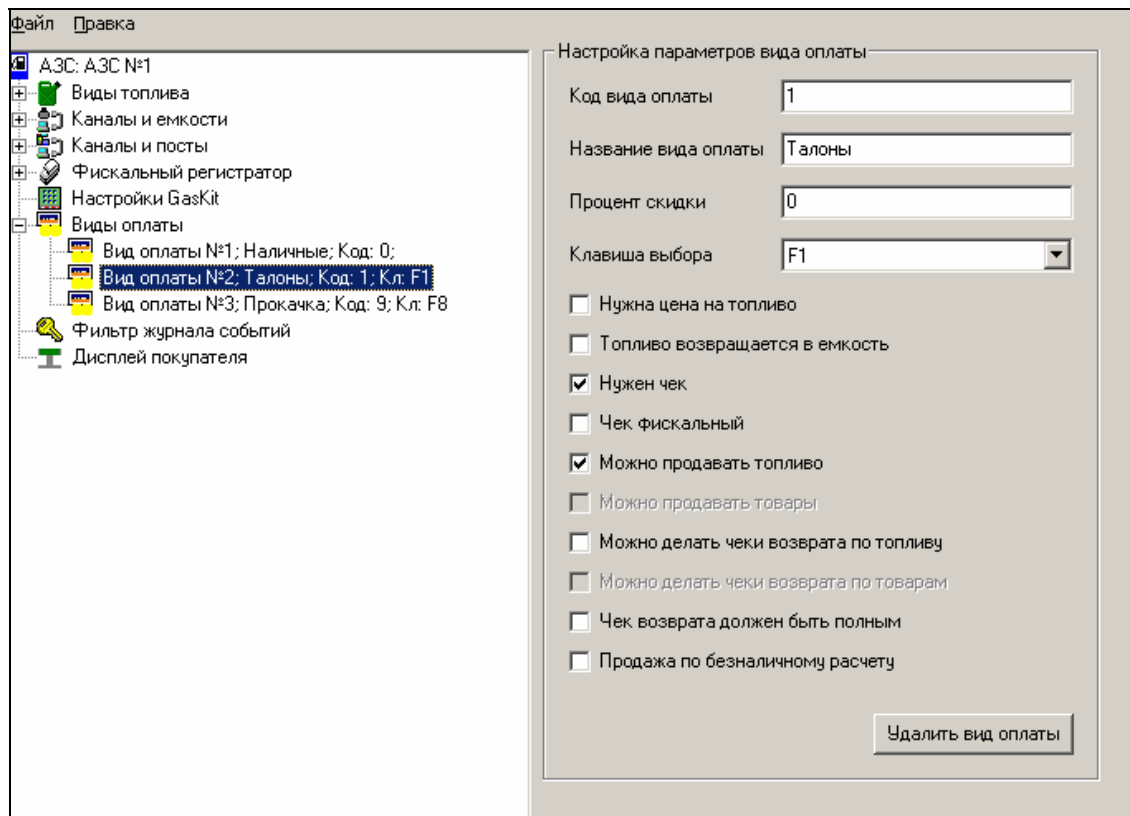 Файл Правка
АЗС: АЗС №1
Виды топлива
Каналы и емкости
Каналы и посты
Фискальный регистратор
Настройки GasKit
Виды оплаты
Вид оплаты №1; Наличные; Код: 0;
Вид оплаты №2; Талоны; Код: 1; Кл: F1
Вид оплаты №3; Прокачка; Код: 9; Кл: F8
Фильтр журнала событий
Дисплей покупателя
Настройка параметров вида оплаты
Код вида оплаты 1
Название вида оплаты Талоны
Процент скидки 0
Клавиша выбора F1
Нужна цена на топливо
Топливо возвращается в емкость
Нужен чек
Чек фискальный
Можно продавать топливо
Можно продавать товары
Можно делать чеки возврата по топливу
Можно делать чеки возврата по товарам
Чек возврата должен быть полным
Продажа по безналичному расчету
Удалить вид оплаты